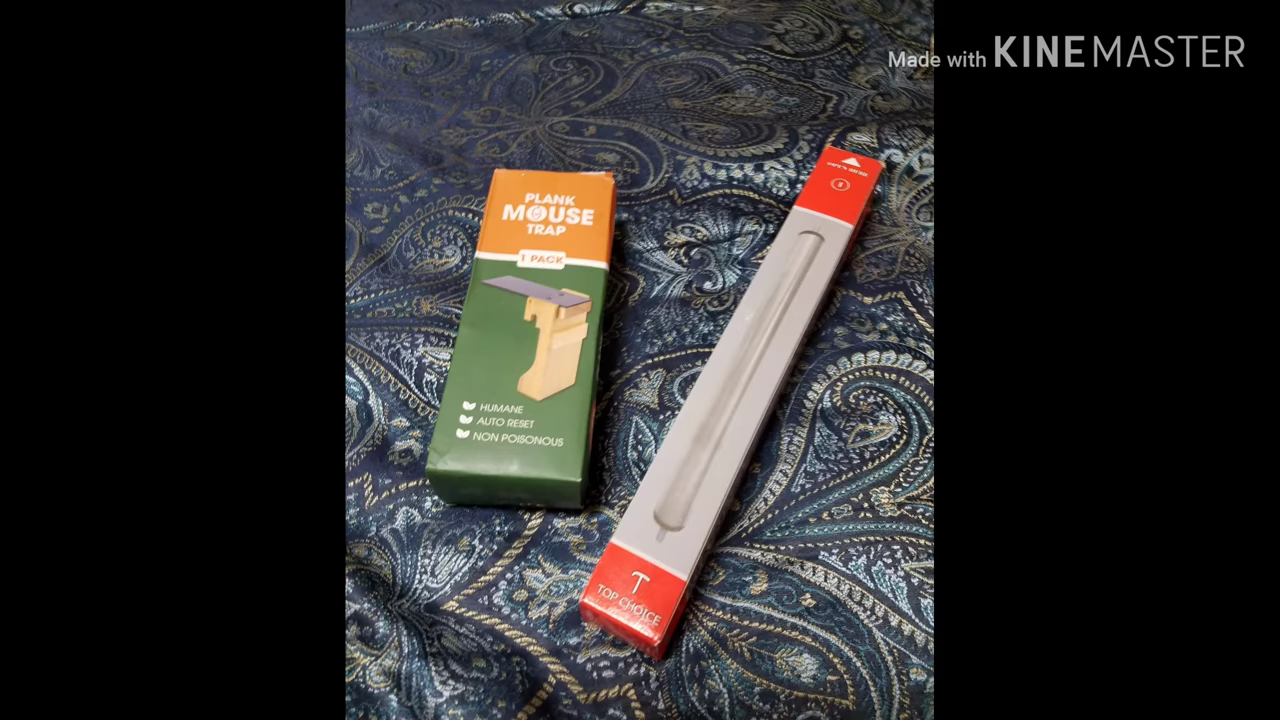 Made with KINEMASTER
PLANK
MOUSE
TRAP
1 PACK
HUMANE
AUTO RESET
NON POISONOUS
T
TOP CHOICE